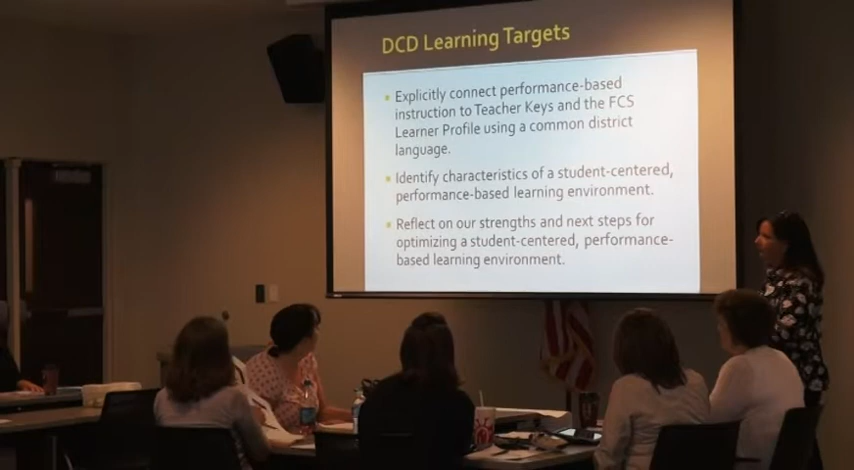 DCD Learning Targets
Explicitly connect performance-based
instruction to Teacher Keys and the FCS
Learner Profile using a common district
language.
Identify characteristics of a student-centered,
performance-based learning environment.
Reflect on our strengths and next steps for
optimizing a student-centered, performance-
based learning environment.